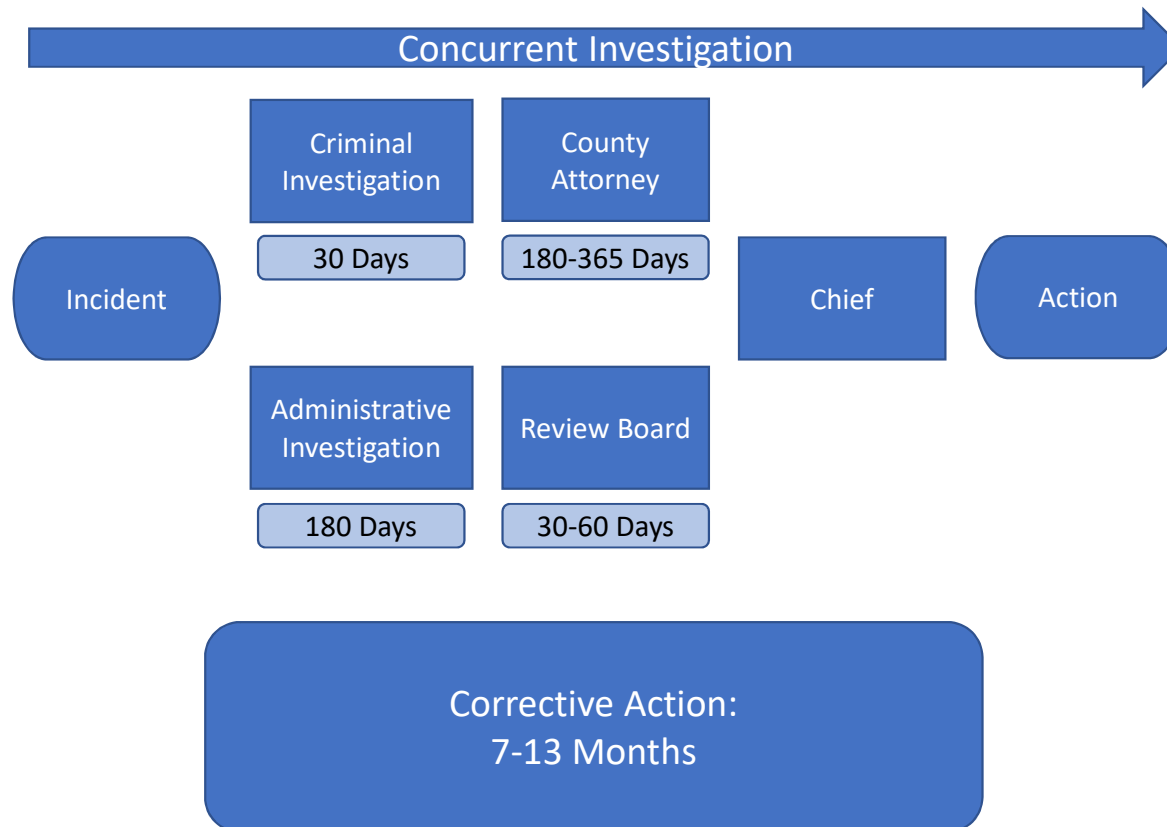 Concurrent Investigation
Criminal
Investigation
30 Days
County
Attorney
180-365 Days
Incident
Administrative
Investigation
180 Days
Review Board
30-60 Days
Chief
Action
Corrective Action:
7-13 Months